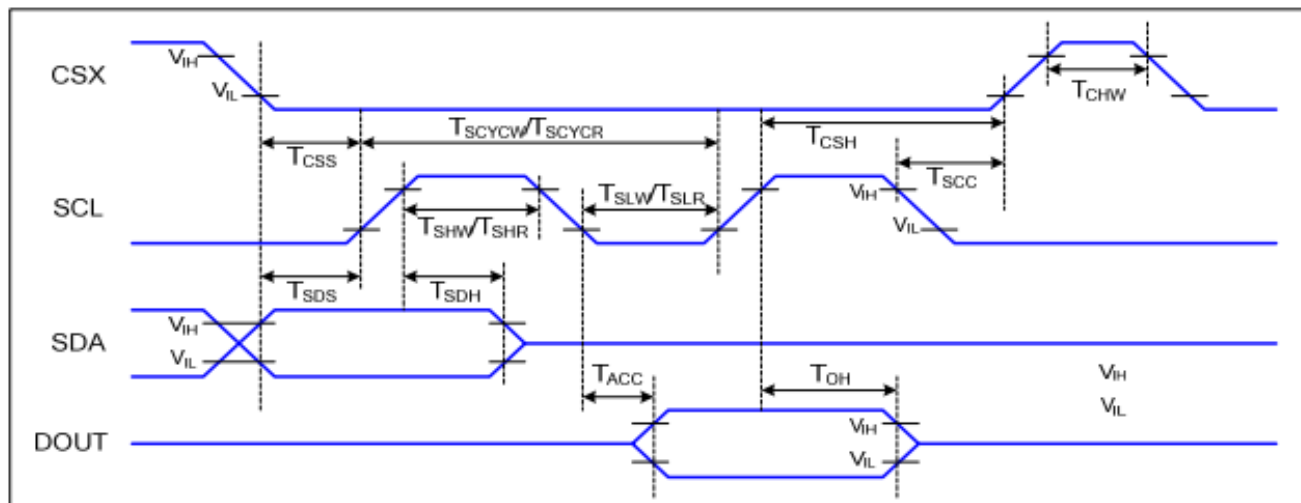 CSX
VIH
VIL
TCHW
TSCYCW/TSCYCR
TCSS
TCSH
TSCC
SCL
TSLW/TSLR
VIH
TSHW/TSHR
VIL
TSDS
TSDH
SDA
VIH
VIL
TACC
TOH
VIH
VIL
DOUT
VIH
VIL